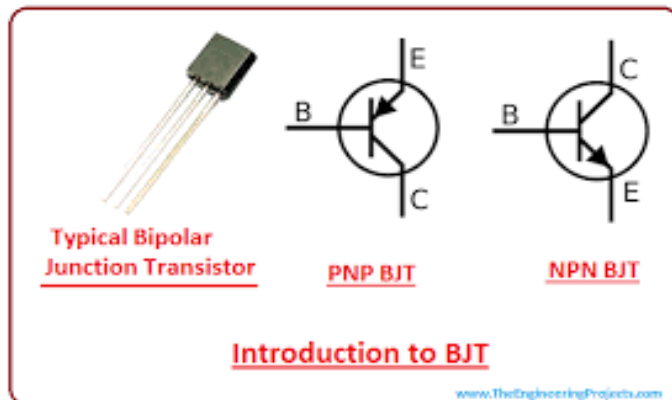 E
C
B
B
C
E
Typical Bipolar
Junction Transistor
PNP BJT
NPN BJT
Introduction to BJT
www.TheEngineeringProjects.com